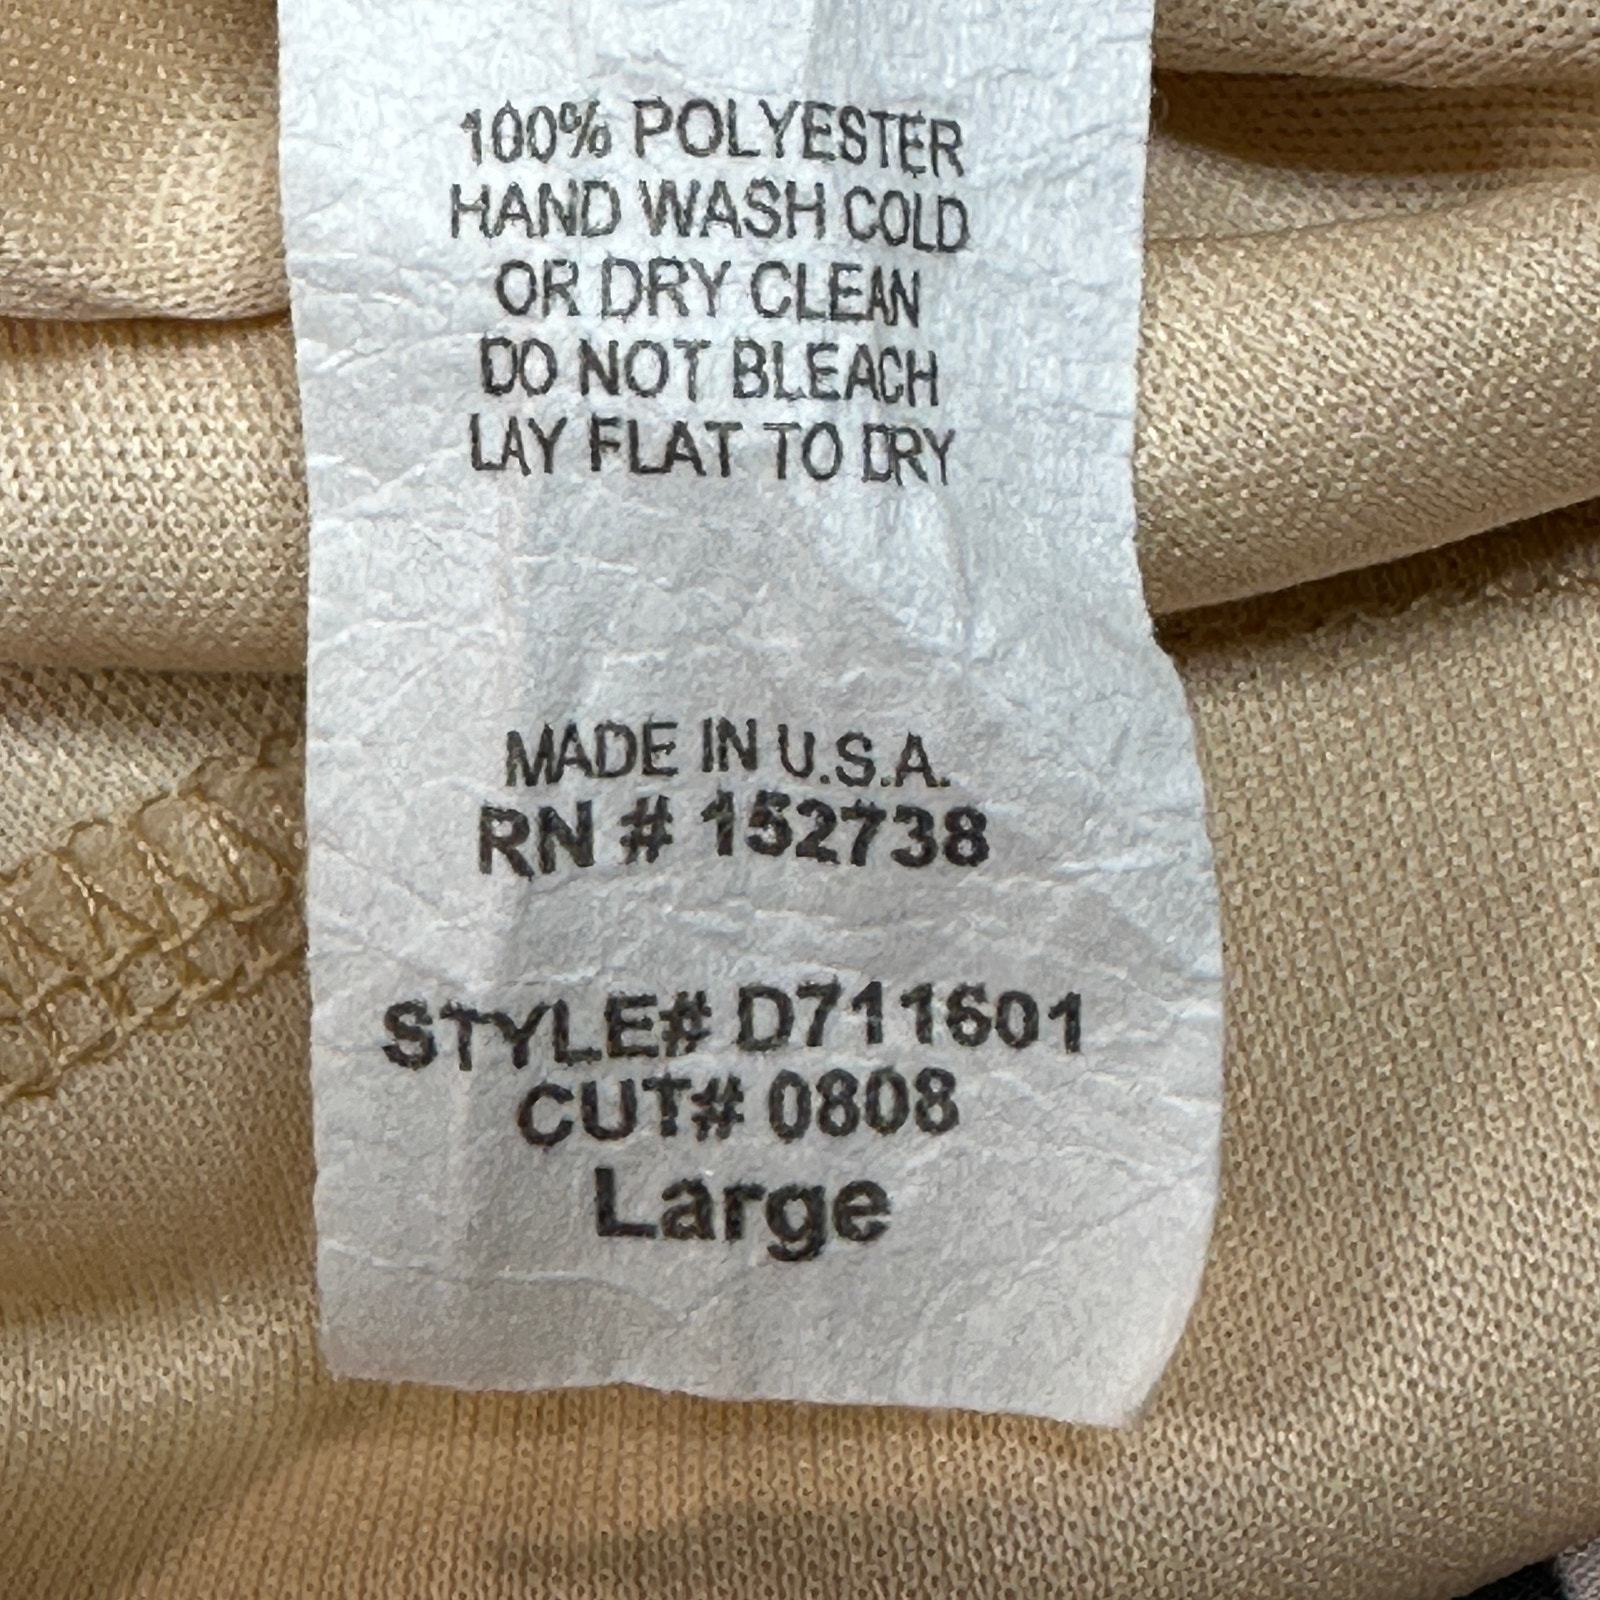 100% POLYESTER
HAND WASH COLD
OR DRY CLEAN
DO NOT BLEACH
LAY FLAT TO DRY
MADE IN U.S.A.
RN # 152738
STYLE# D711601
CUT# 0808
Large